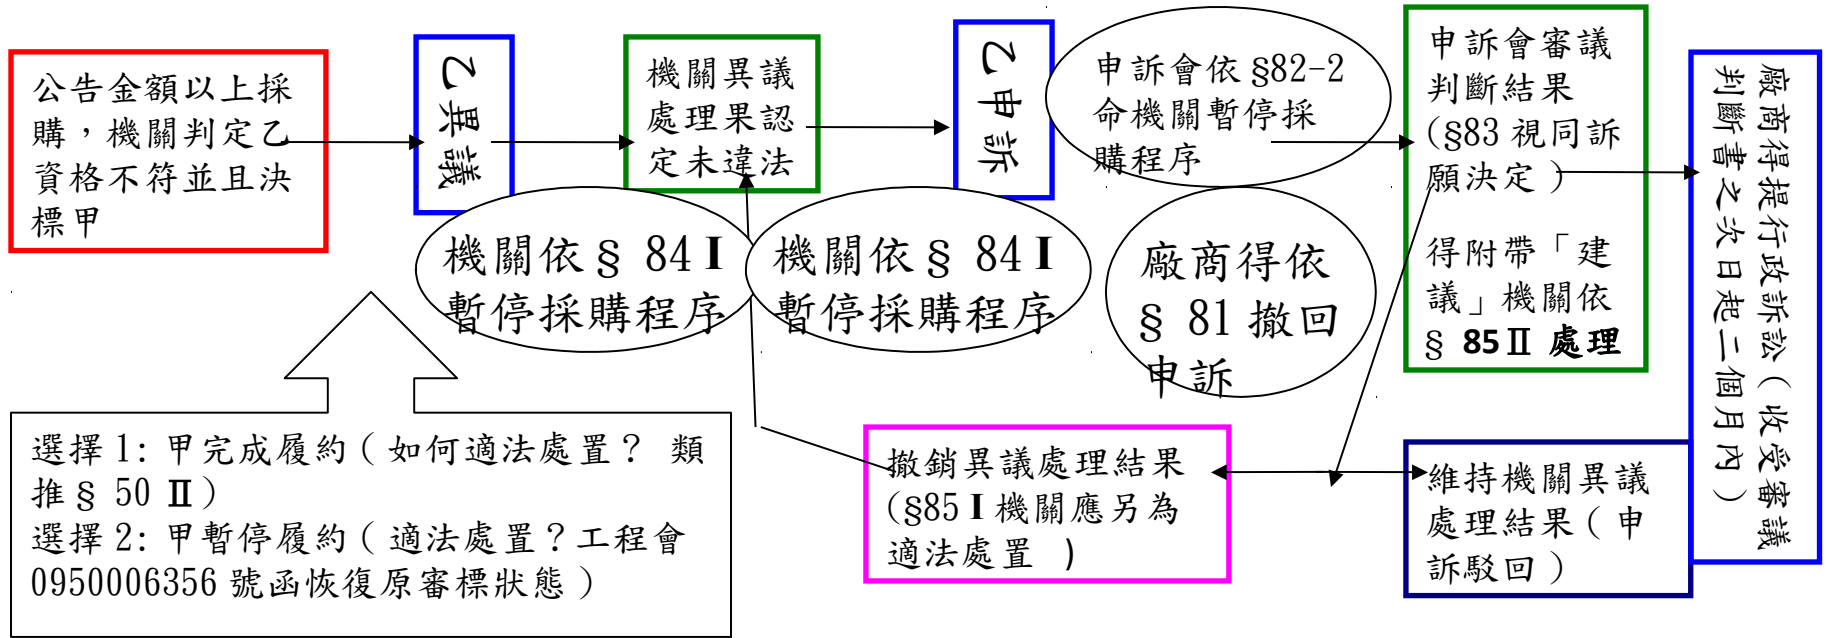 公告金額以上採
購，機關判定乙
資格不符並且決
標甲
乙異議
機關異議
處理果認
定未違法
乙申訴
申訴會依 §82-2
命機關暫停採
購程序
申訴會審議
判斷結果
(§83 視同訴
願決定）
得附帶「建
議」機關依
§ 85Ⅱ 處理
廠商得提行政訴訟（收受審議
判斷書之次日起二個月內）
機關依§ 84Ⅰ
暫停採購程序
機關依§ 84Ⅰ
暫停採購程序
廠商得依
§ 81撤回
申訴
選擇1: 甲完成履約（如何適法處置？ 類
推§ 50Ⅱ）
選擇2: 甲暫停履約（適法處置？工程會
0950006356 號函恢復原審標狀態）
撤銷異議處理結果
(§85Ⅰ機關應另為
適法處置 )
維持機關異議
處理結果（申
訴駁回）